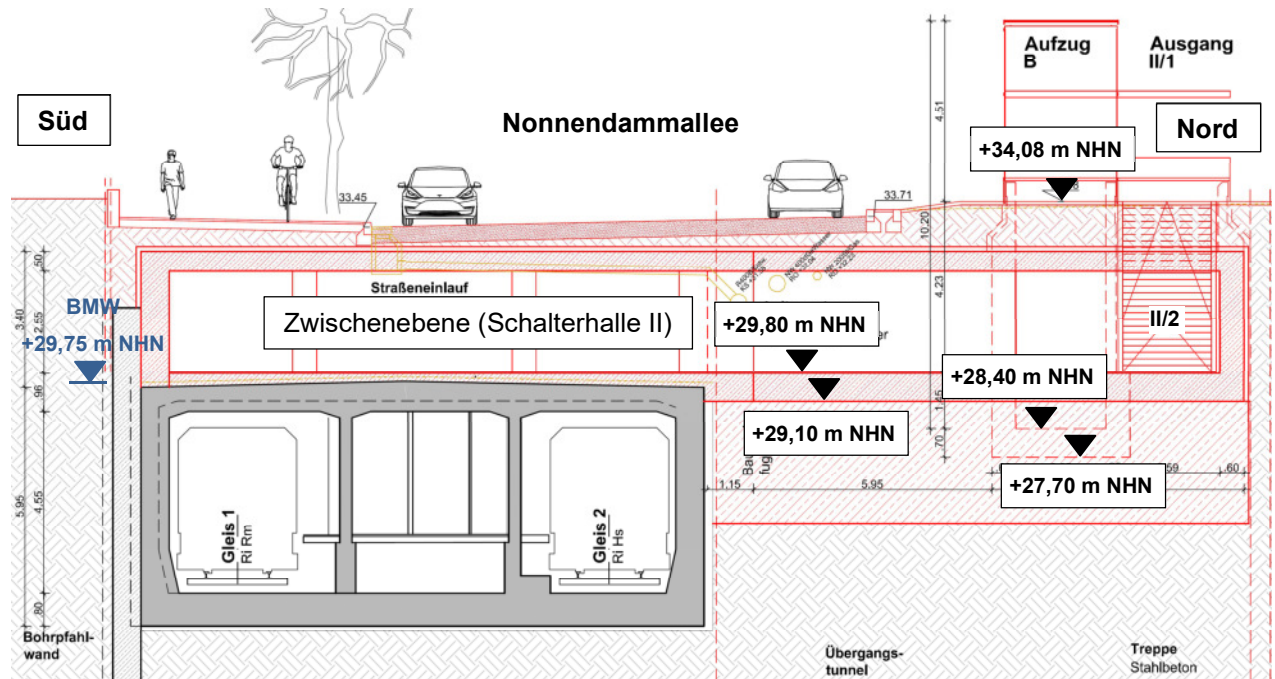 Süd
Nonnendammallee
Aufzug
B
Ausgang
II/1
Nord
+34,08 m NHN
33.45
33.71
4,51
10,20
4,23
1,45
.70
Straßeneinlauf
Zwischenebene (Schalterhalle II)
BMW
+29,75 m NHN
.50
3,40
2,55
.96
5,95
4,55
.80
+29,80 m NHN
II/2
+28,40 m NHN
+29,10 m NHN
+27,70 m NHN
1,15
5,95
.60
Gleis 1
Ri Rm
Gleis 2
Ri Hs
Bohrpfahl-
wand
Übergangs-
tunnel
Treppe
Stahlbeton